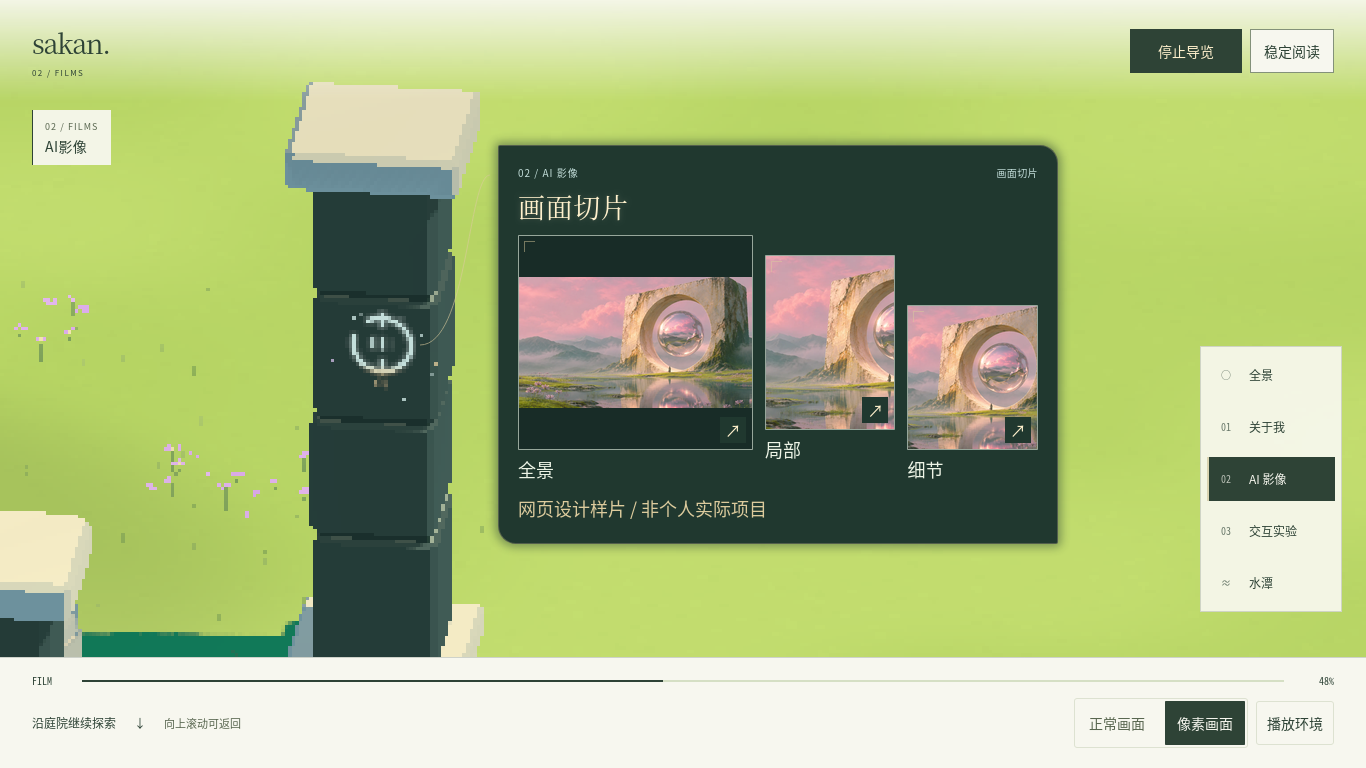 sakan.
02 / FILMS
停止导览
稳定阅读
02 / FILMS
AI影像
02 / AI 影像
画面切片
画面切片
全景
局部
细节
网页设计样片 / 非个人实际项目
全景
01 关于我
02 AI 影像
03 交互实验
≈ 水潭
FILM
48%
沿庭院继续探索 ↓ 向上滚动可返回
正常画面
像素画面
播放环境